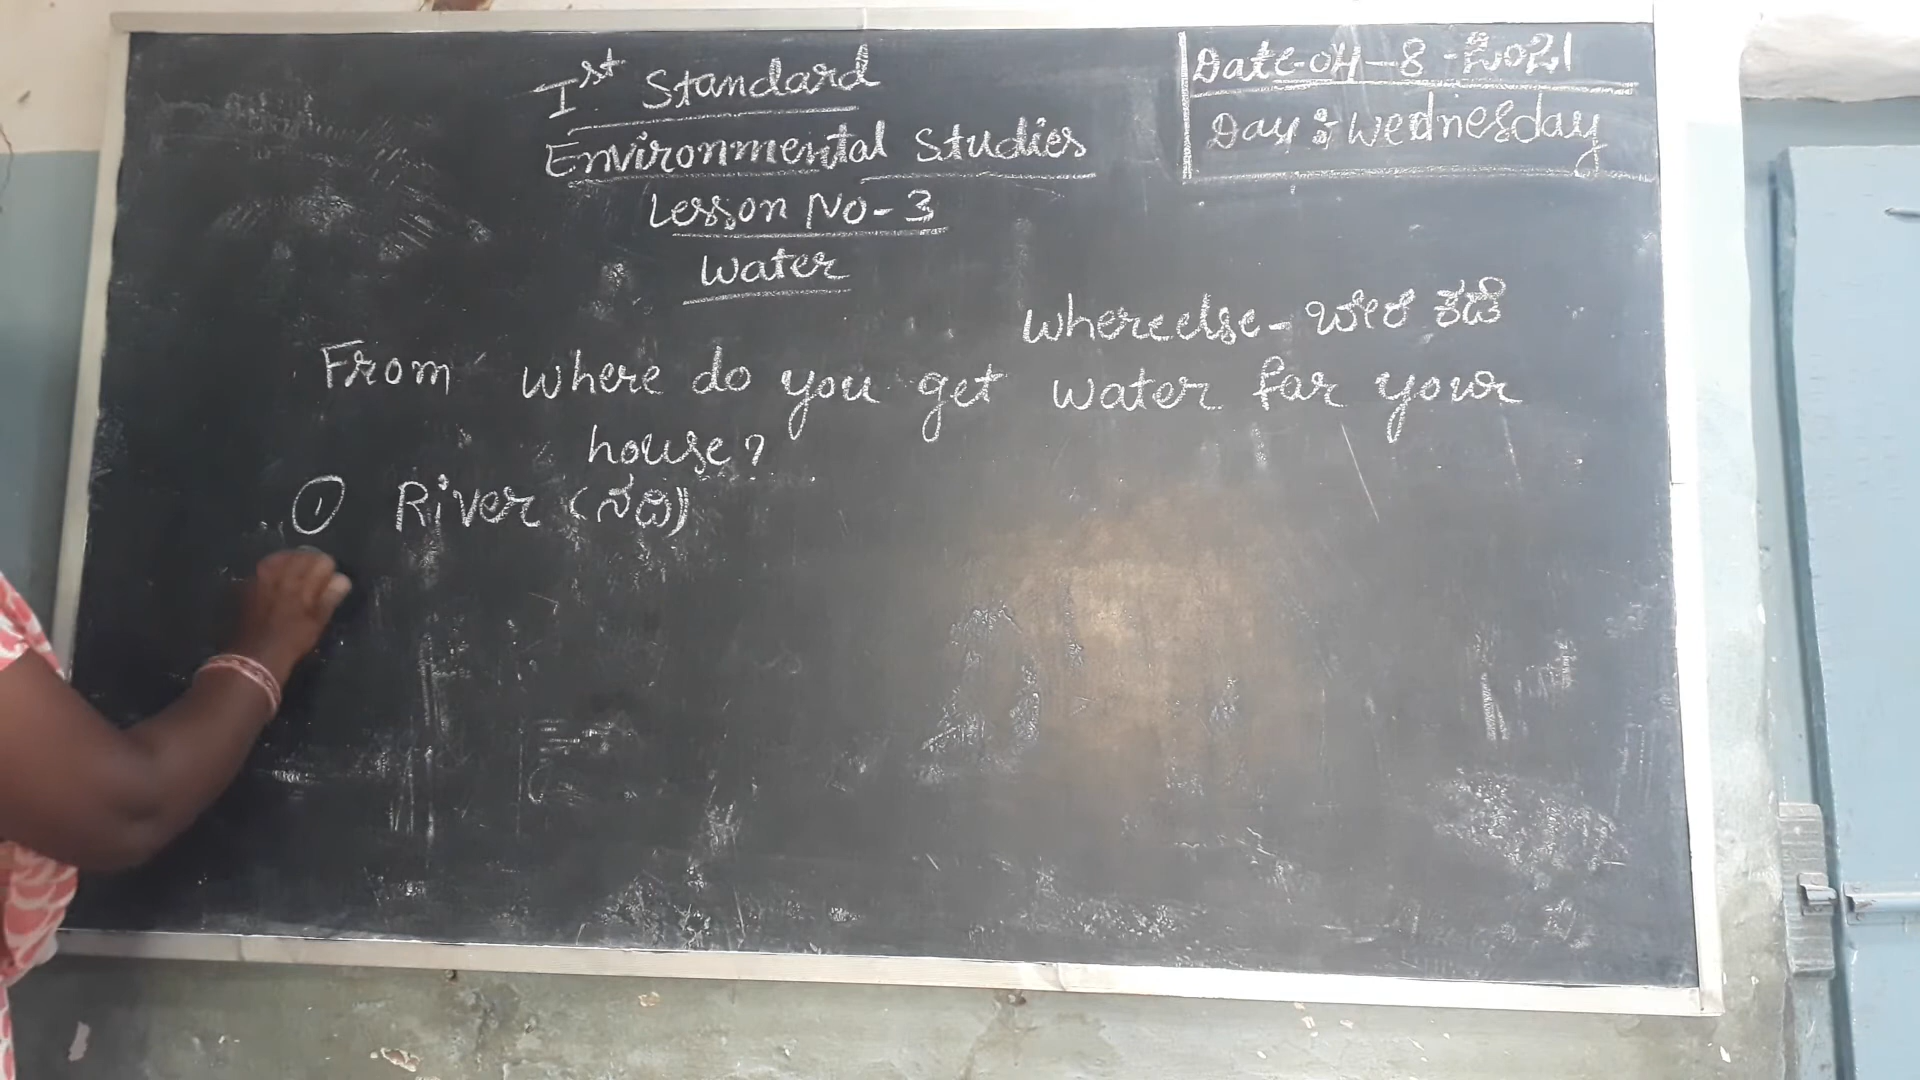 Ist Standard
Environmental Studies
Lesson No-3
Water
Date-04-8-2021
Day: Wednesday
whereelse - ಬೇರೆ ಕಡೆ
From where do you get water for your
house?
① River (ನದಿ)